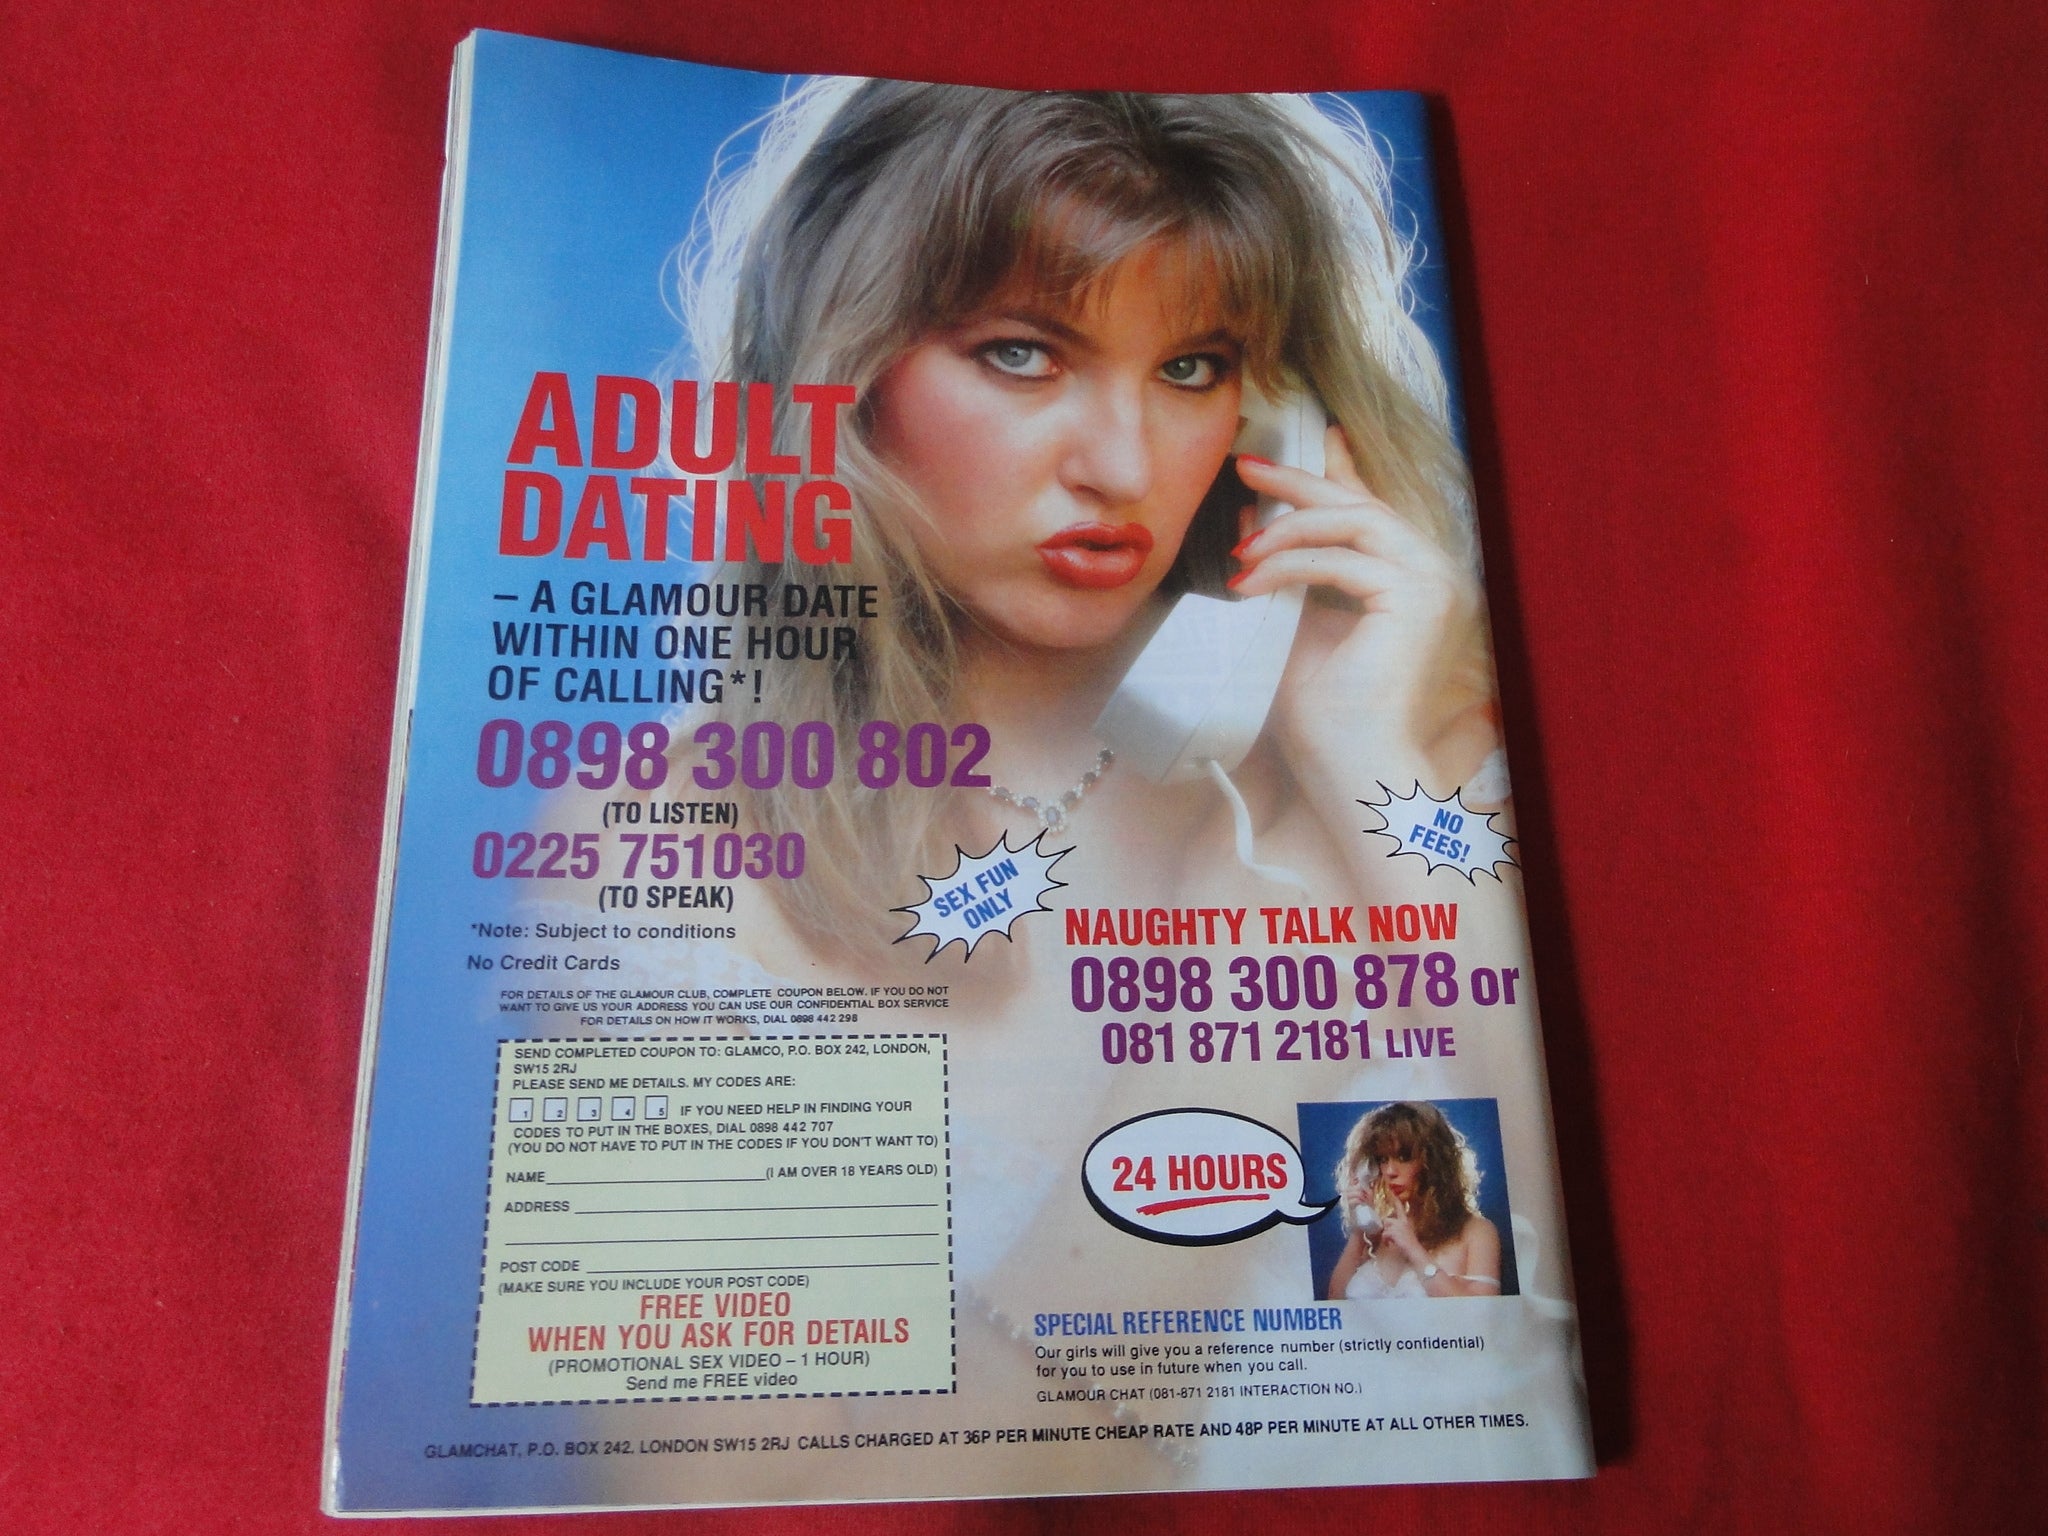 ADULT
DATING
– A GLAMOUR DATE
WITHIN ONE HOUR
OF CALLING*!
0898 300 802
(TO LISTEN)
0225 751030
(TO SPEAK)
*Note: Subject to conditions
No Credit Cards
FOR DETAILS OF THE GLAMOUR CLUB, COMPLETE COUPON BELOW. IF YOU DO NOT
WANT TO GIVE US YOUR ADDRESS YOU CAN USE OUR CONFIDENTIAL BOX SERVICE
FOR DETAILS ON HOW IT WORKS, DIAL 0898 442 298
SEND COMPLETED COUPON TO: GLAMCO, P.O. BOX 242, LONDON,
SW15 2RJ
PLEASE SEND ME DETAILS. MY CODES ARE:
1 2 3 4 5 IF YOU NEED HELP IN FINDING YOUR
CODES TO PUT IN THE BOXES, DIAL 0898 442 707
(YOU DO NOT HAVE TO PUT IN THE CODES IF YOU DON'T WANT TO)
NAME (I AM OVER 18 YEARS OLD)
ADDRESS
POST CODE
(MAKE SURE YOU INCLUDE YOUR POST CODE)
FREE VIDEO
WHEN YOU ASK FOR DETAILS
(PROMOTIONAL SEX VIDEO – 1 HOUR)
Send me FREE video
SEX FUN
ONLY
NO
FEES!
NAUGHTY TALK NOW
0898 300 878 or
081 871 2181 LIVE
24 HOURS
SPECIAL REFERENCE NUMBER
Our girls will give you a reference number (strictly confidential)
for you to use in future when you call.
GLAMOUR CHAT (081-871 2181 INTERACTION NO.)
GLAMCHAT, P.O. BOX 242. LONDON SW15 2RJ CALLS CHARGED AT 36P PER MINUTE CHEAP RATE AND 48P PER MINUTE AT ALL OTHER TIMES.